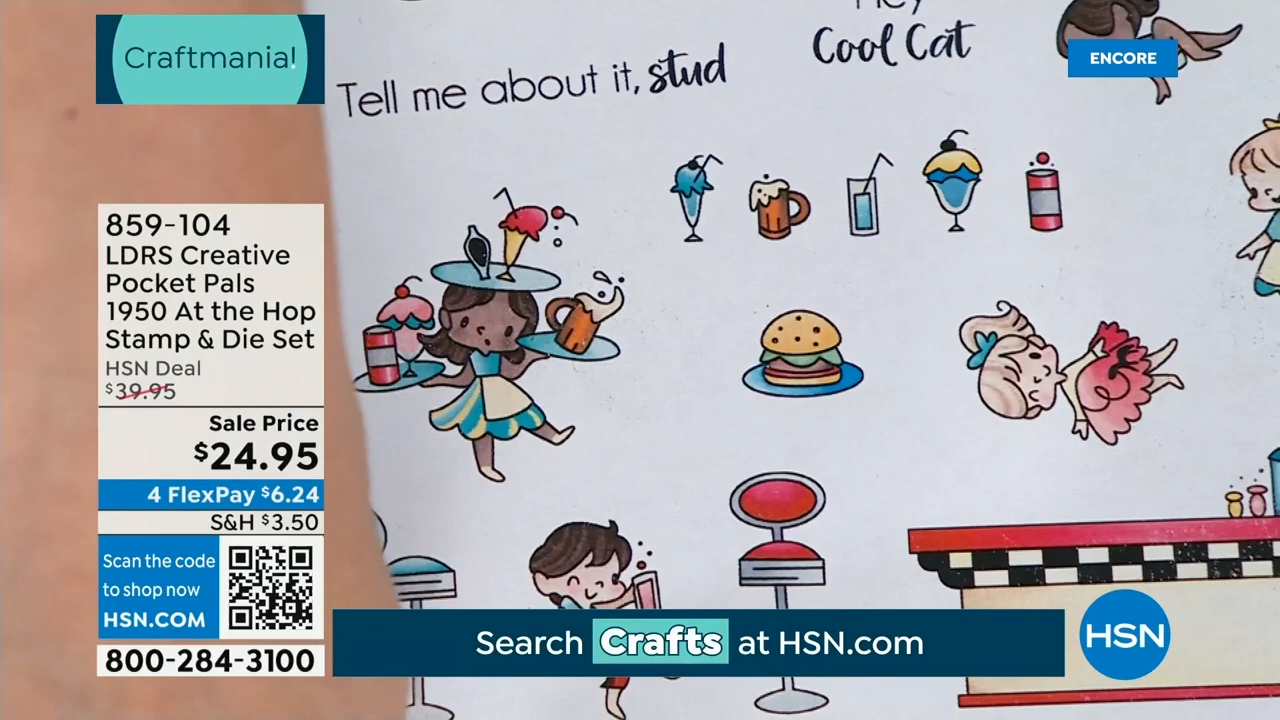 Craftmania!
Hey
Cool Cat
Tell me about it, stud
ENCORE
859-104
LDRS Creative
Pocket Pals
1950 At the Hop
Stamp & Die Set
HSN Deal
$39.95
Sale Price
$24.95
4 FlexPay $6.24
S&H $3.50
Scan the code
to shop now
HSN.COM
800-284-3100
Search Crafts at HSN.com
HSN